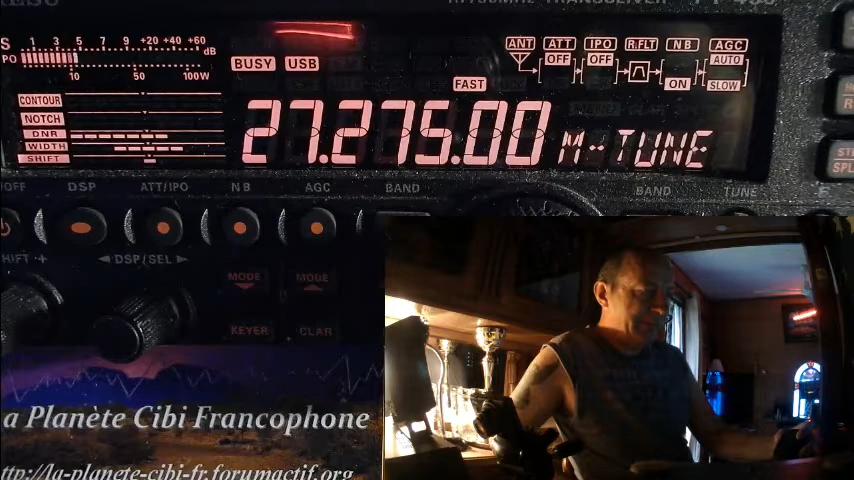 S 1 3 5 7 9 +20 +40 +60 dB
PO
10 50 100W
BUSY USB
FAST
ANT ATT IPO R.FLT NB AGC
OFF OFF AUTO
ON SLOW
CONTOUR
NOTCH
DNR
WIDTH
SHIFT
27.275.00 M-TUNE
OFF DSP ATT/IPO NB AGC BAND BAND TUNE
SHIFT + ◄DSP/SEL►
MODE MODE
KEYER CLAR
a Planète Cibi Francophone
ttp://la-planete-cibi-fr.forumactif.org